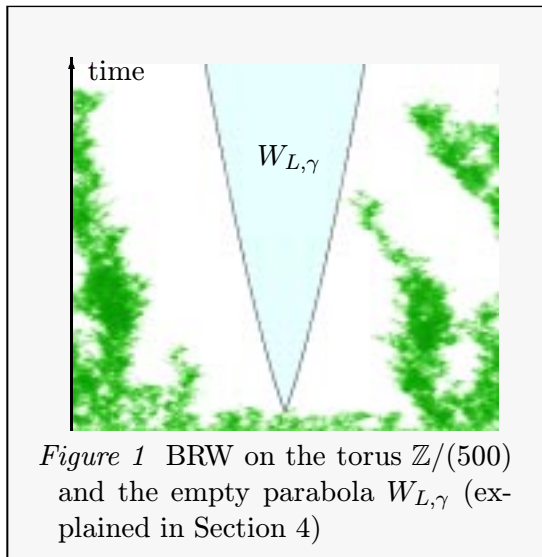 time
W_{L,γ}
Figure 1 BRW on the torus ℤ/(500)
and the empty parabola W_{L,γ} (ex-
plained in Section 4)